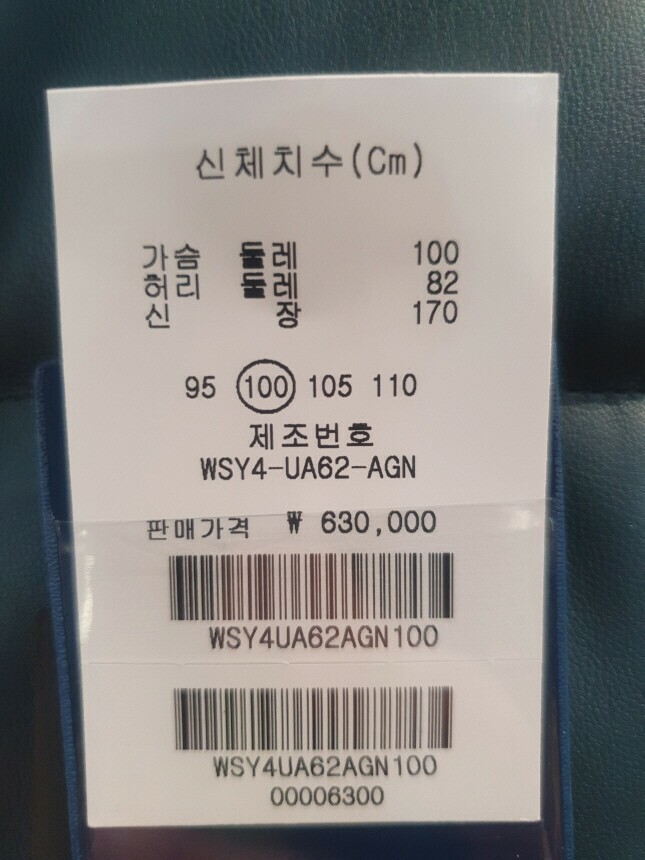 신체치수(Cm)
가슴 둘레 100
허리 둘레 82
신 장 170
95 100 105 110
제조번호
WSY4-UA62-AGN
판매가격 ₩ 630,000
WSY4UA62AGN100
WSY4UA62AGN100
00006300